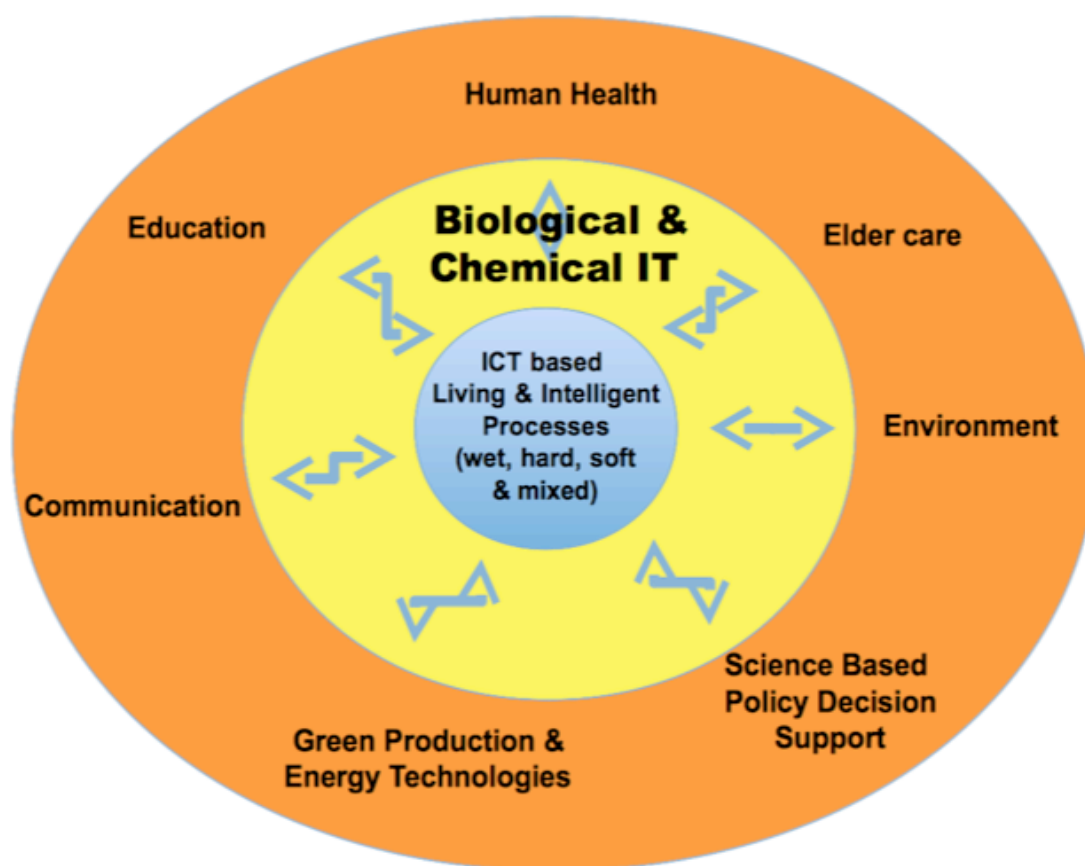 Human Health
Education
Elder care
Biological &
Chemical IT
ICT based
Living & Intelligent
Processes
(wet, hard, soft
& mixed)
Environment
Communication
Science Based
Policy Decision
Support
Green Production &
Energy Technologies